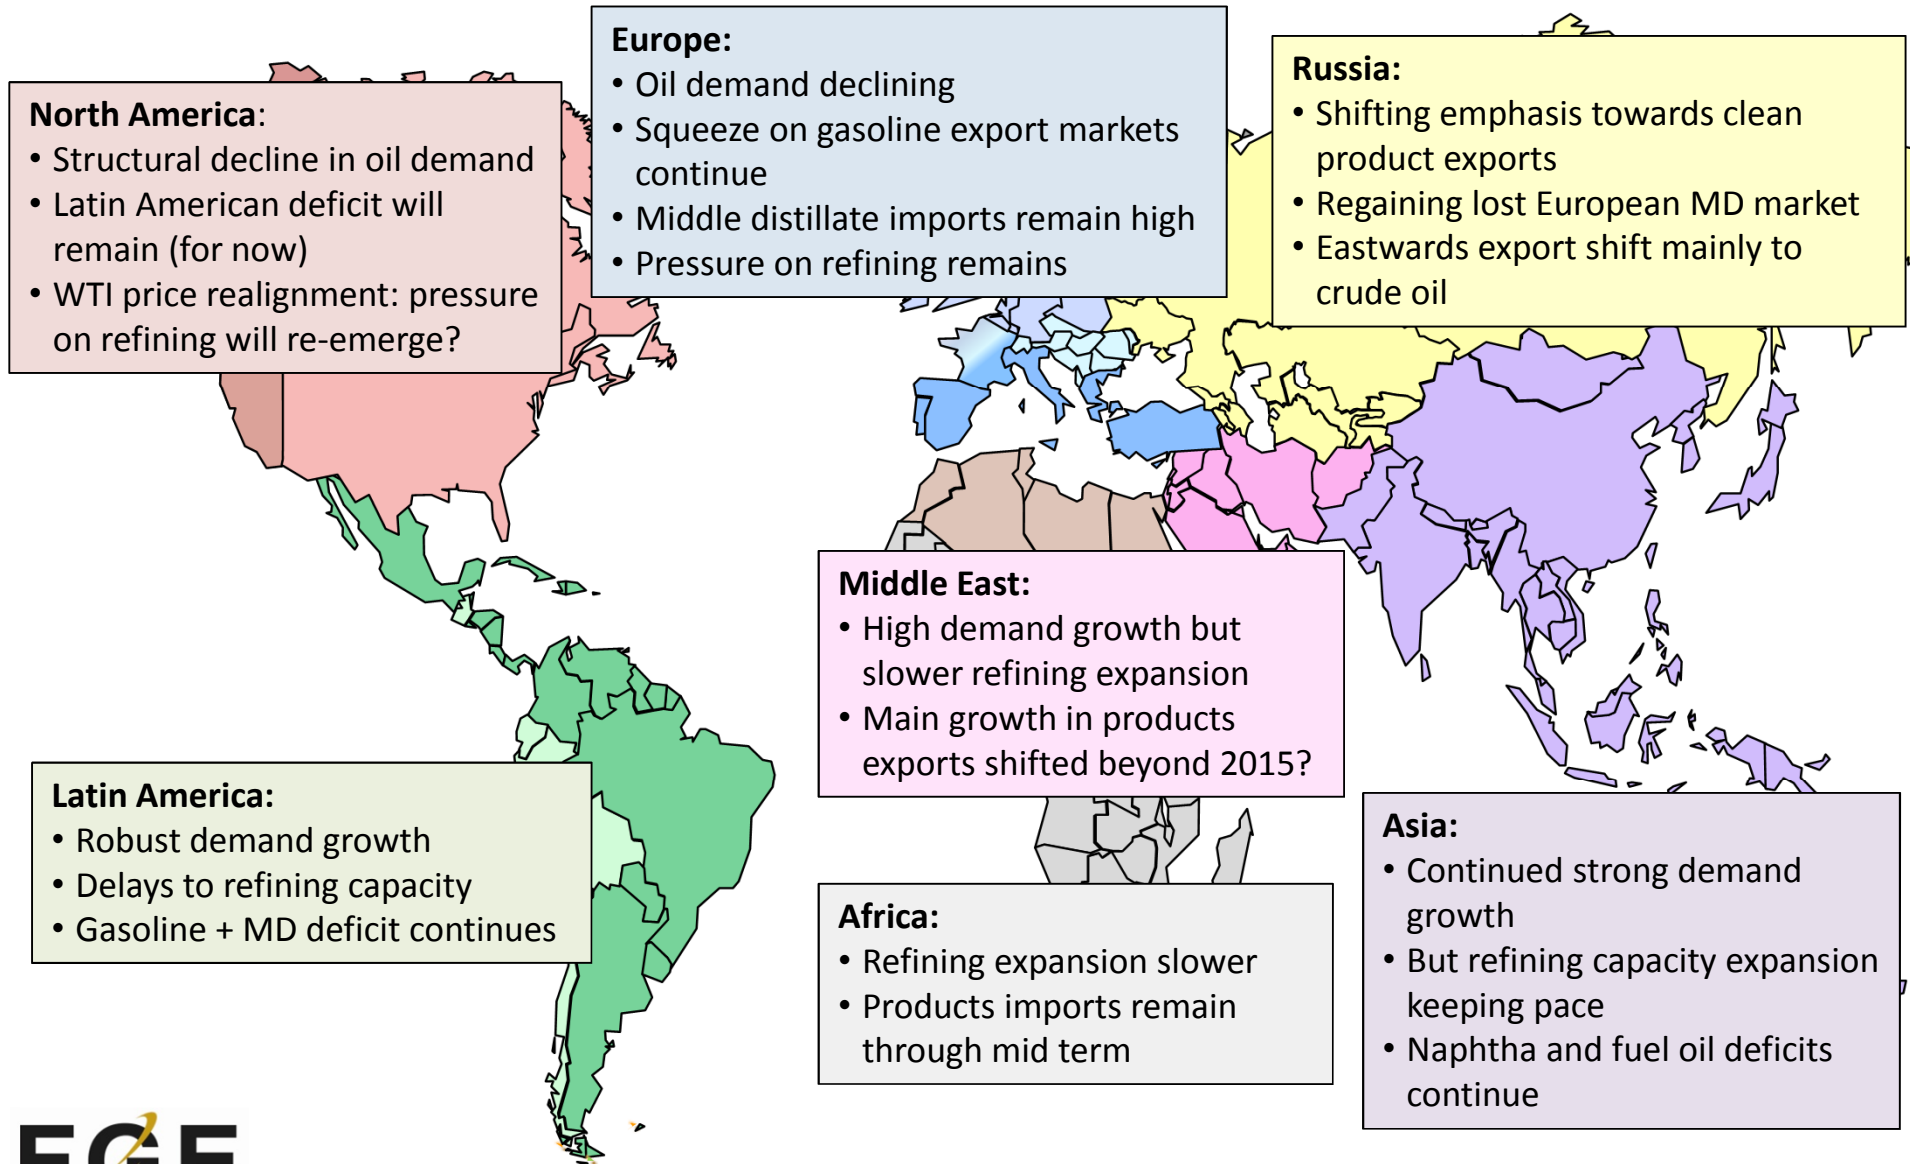 North America:
• Structural decline in oil demand
• Latin American deficit will
remain (for now)
• WTI price realignment: pressure
on refining will re-emerge?
Europe:
• Oil demand declining
• Squeeze on gasoline export markets
continue
• Middle distillate imports remain high
• Pressure on refining remains
Russia:
• Shifting emphasis towards clean
product exports
• Regaining lost European MD market
• Eastwards export shift mainly to
crude oil
Middle East:
• High demand growth but
slower refining expansion
• Main growth in products
exports shifted beyond 2015?
Latin America:
• Robust demand growth
• Delays to refining capacity
• Gasoline + MD deficit continues
Africa:
• Refining expansion slower
• Products imports remain
through mid term
Asia:
• Continued strong demand
growth
• But refining capacity expansion
keeping pace
• Naphtha and fuel oil deficits
continue